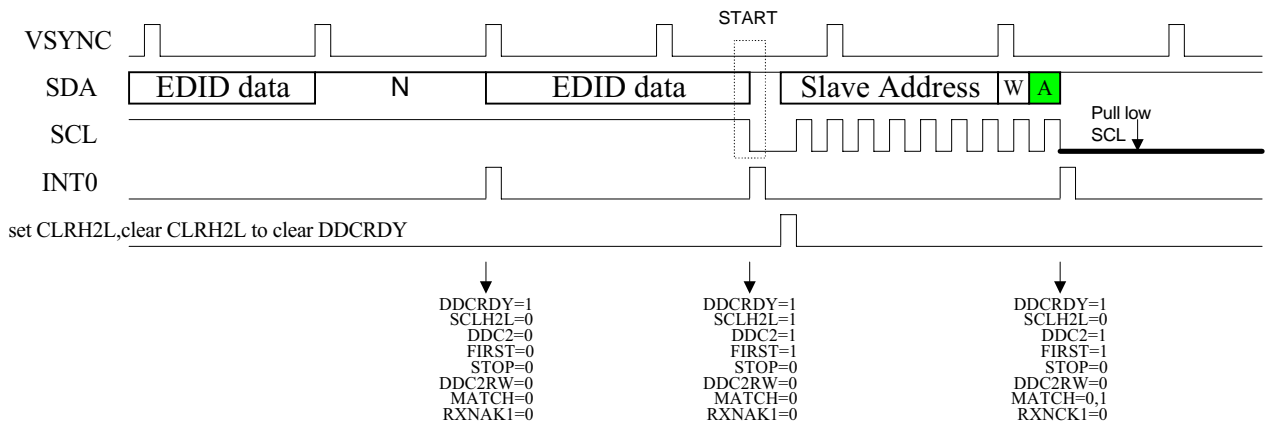 START
VSYNC
SDA EDID data N EDID data Slave Address W A
Pull low
SCL
SCL
INT0
set CLRH2L,clear CLRH2L to clear DDCRDY
DDCRDY=1
SCLH2L=0
DDC2=0
FIRST=0
STOP=0
DDC2RW=0
MATCH=0
RXNAK1=0
DDCRDY=1
SCLH2L=1
DDC2=1
FIRST=1
STOP=0
DDC2RW=0
MATCH=0
RXNAK1=0
DDCRDY=1
SCLH2L=0
DDC2=1
FIRST=1
STOP=0
DDC2RW=0
MATCH=0,1
RXNCK1=0